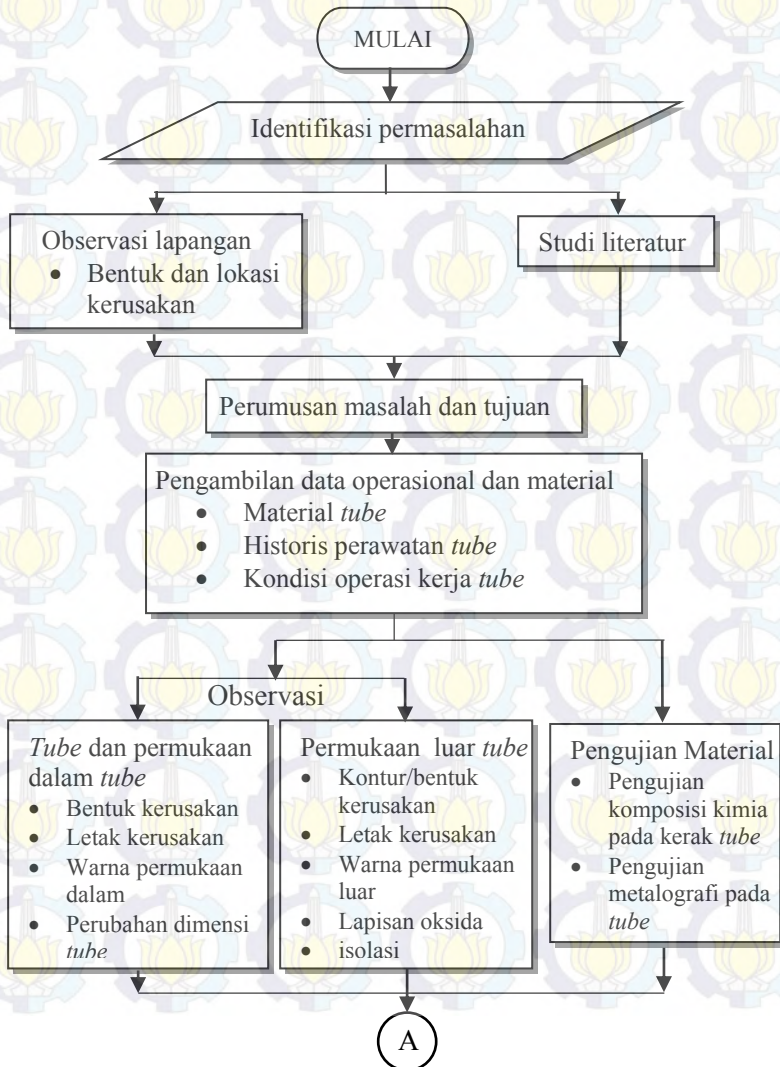 MULAI
Identifikasi permasalahan
Observasi lapangan
• Bentuk dan lokasi
kerusakan
Studi literatur
Perumusan masalah dan tujuan
Pengambilan data operasional dan material
• Material tube
• Historis perawatan tube
• Kondisi operasi kerja tube
Observasi
Tube dan permukaan
dalam tube
• Bentuk kerusakan
• Letak kerusakan
• Warna permukaan
dalam
• Perubahan dimensi
tube
Permukaan luar tube
• Kontur/bentuk
kerusakan
• Letak kerusakan
• Warna permukaan
luar
• Lapisan oksida
• isolasi
Pengujian Material
• Pengujian
komposisi kimia
pada kerak tube
• Pengujian
metalografi pada
tube
A